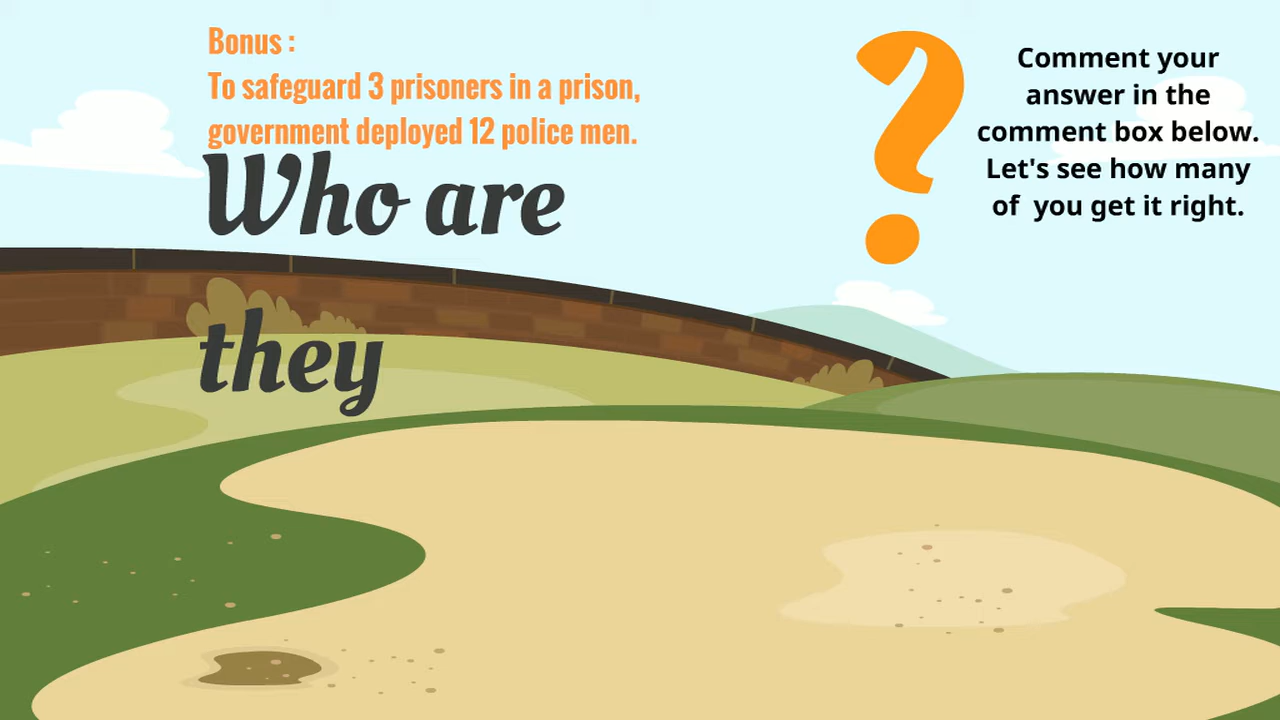 Bonus :
To safeguard 3 prisoners in a prison,
government deployed 12 police men.
Who are
they
?
Comment your
answer in the
comment box below.
Let's see how many
of you get it right.